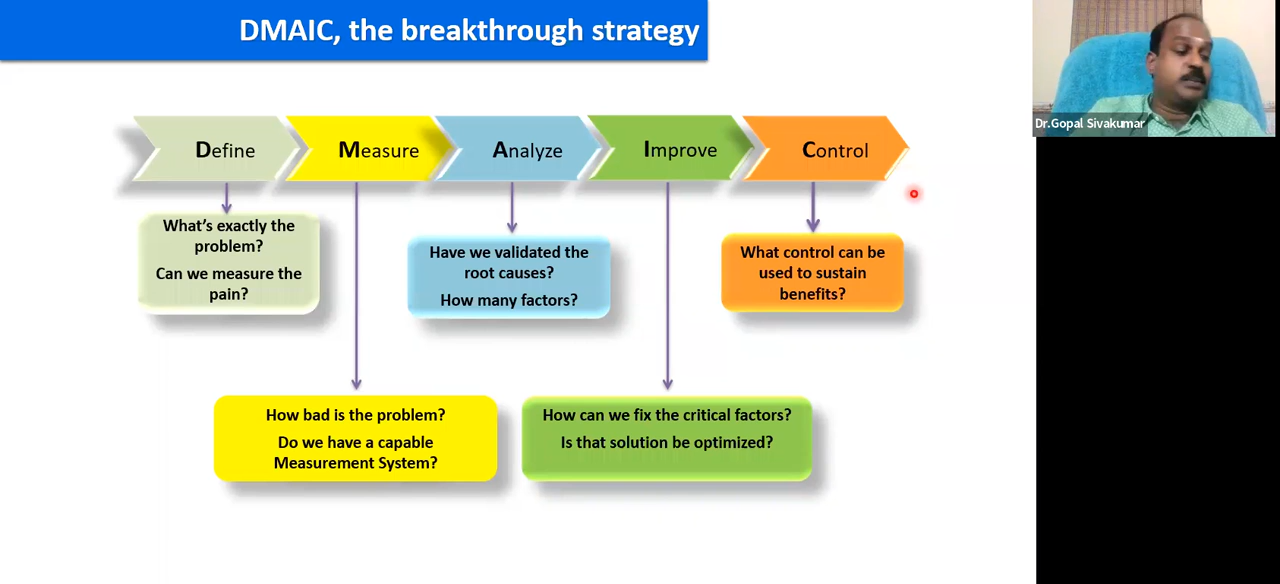 DMAIC, the breakthrough strategy
Dr.Gopal Sivakumar
Define
Measure
Analyze
Improve
Control
What's exactly the
problem?
Can we measure the
pain?
Have we validated the
root causes?
How many factors?
What control can be
used to sustain
benefits?
How bad is the problem?
Do we have a capable
Measurement System?
How can we fix the critical factors?
Is that solution be optimized?